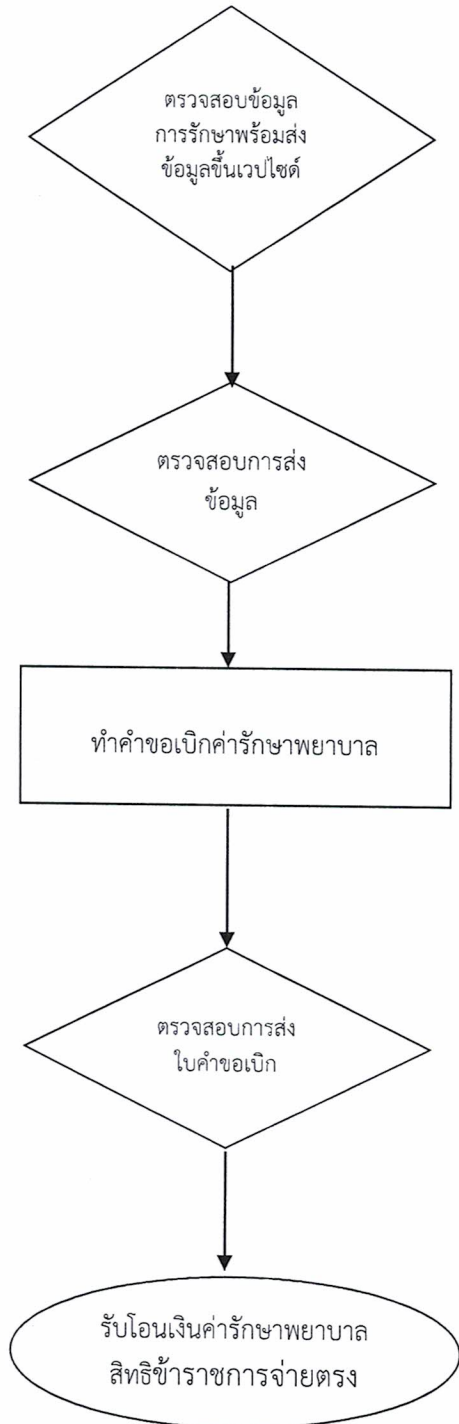 ตรวจสอบข้อมูล
การรักษาพร้อมส่ง
ข้อมูลขึ้นเวปไซด์
ตรวจสอบการส่ง
ข้อมูล
ทำคำขอเบิกค่ารักษาพยาบาล
ตรวจสอบการส่ง
ใบคำขอเบิก
รับโอนเงินค่ารักษาพยาบาล
สิทธิข้าราชการจ่ายตรง